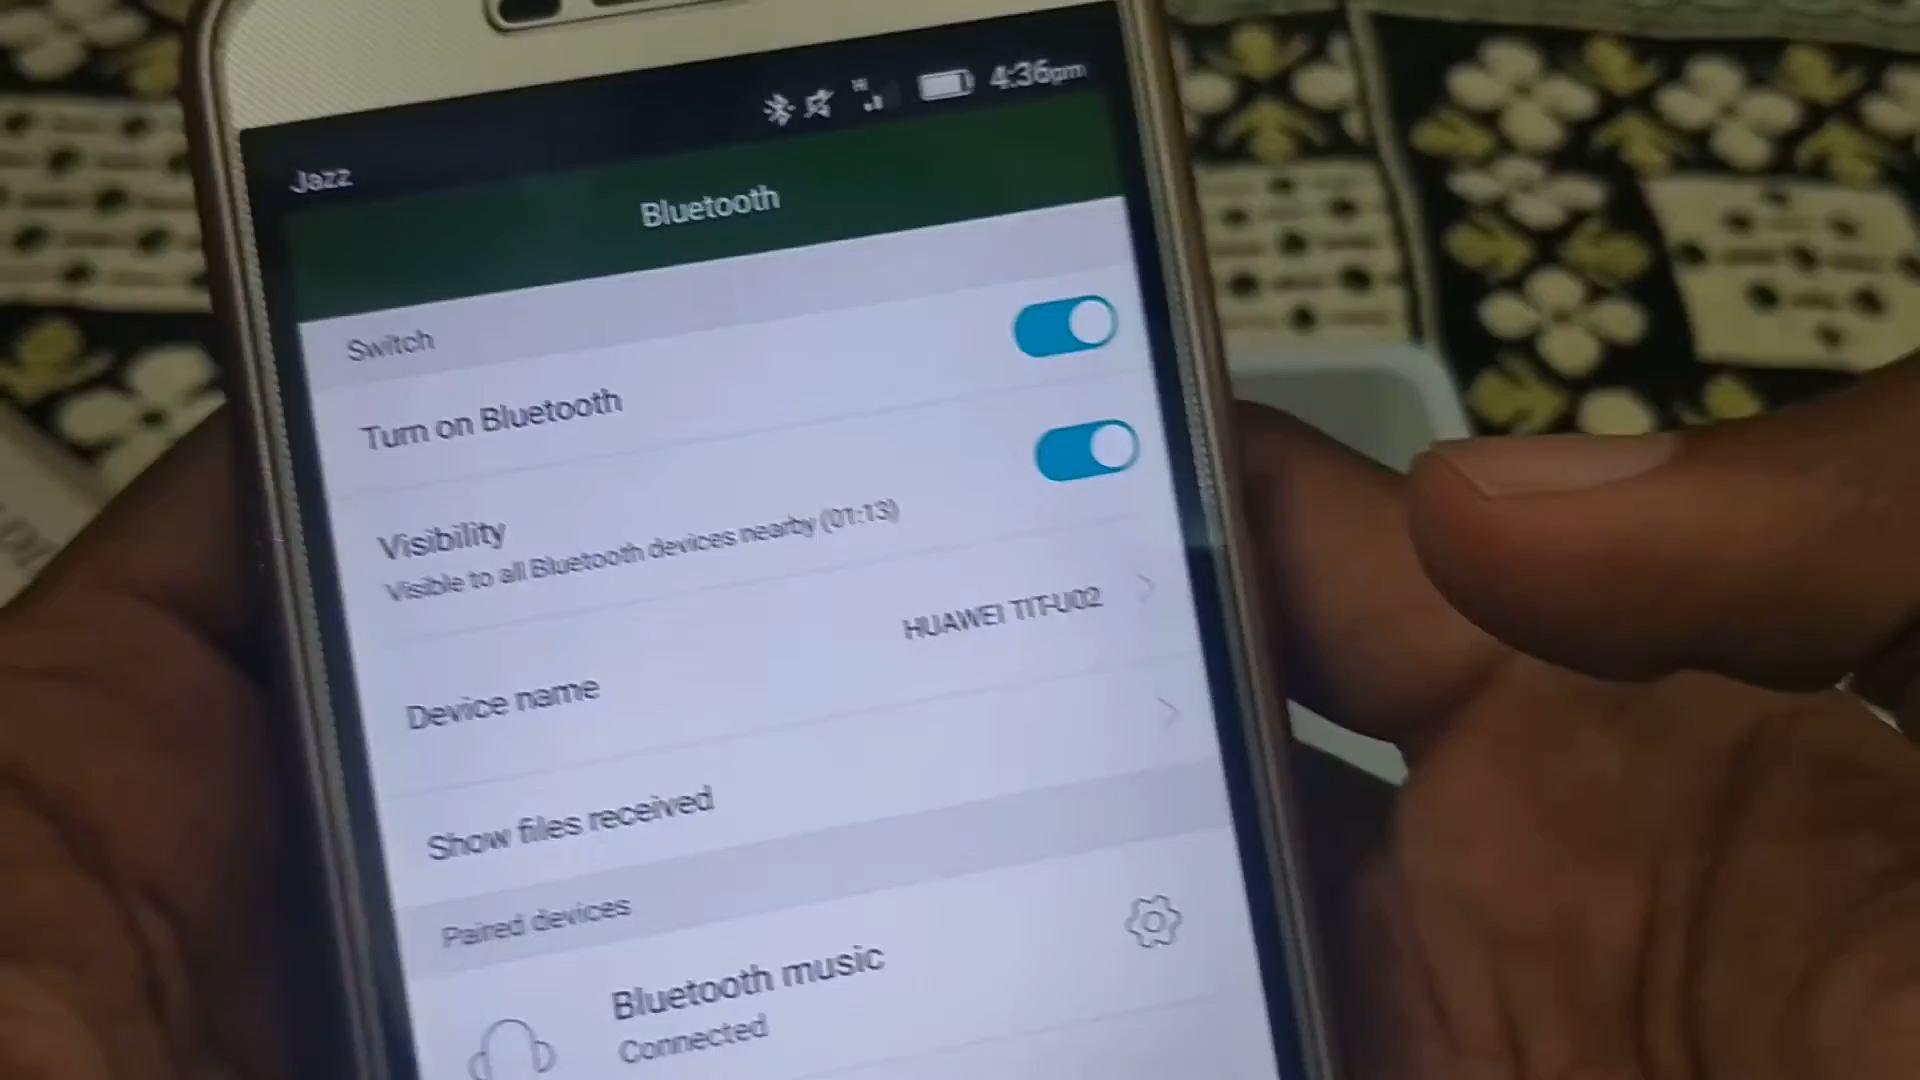 4:36pm
Jazz
Bluetooth
Switch
Turn on Bluetooth
Visibility
Visible to all Bluetooth devices nearby (01:13)
Device name HUAWEI TIT-U02
Show files received
Paired devices
Bluetooth music
Connected